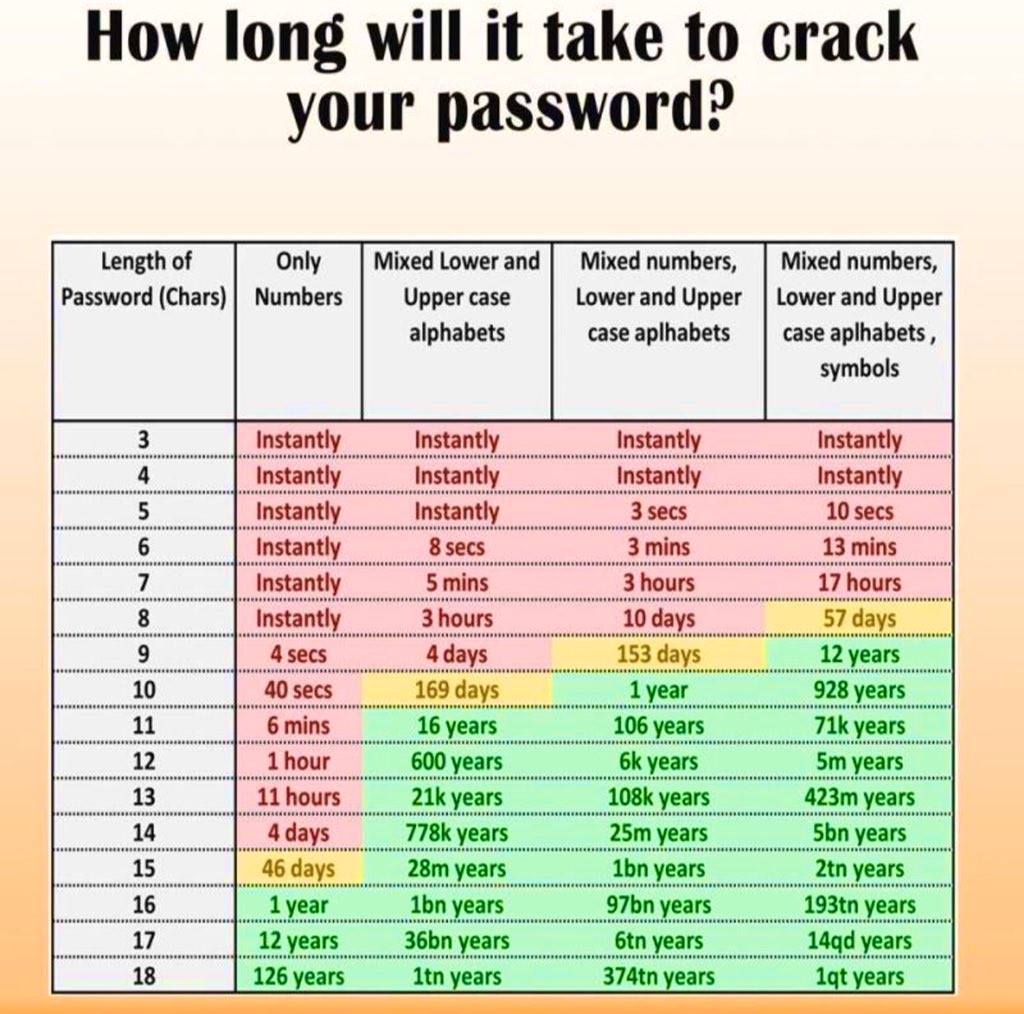 How long will it take to crack
your password?
Length of Password (Chars) Only Numbers Mixed Lower and Upper case alphabets Mixed numbers, Lower and Upper case aplhabets Mixed numbers, Lower and Upper case aplhabets , symbols
3 Instantly Instantly Instantly Instantly
4 Instantly Instantly Instantly Instantly
5 Instantly Instantly 3 secs 10 secs
6 Instantly 8 secs 3 mins 13 mins
7 Instantly 5 mins 3 hours 17 hours
8 Instantly 3 hours 10 days 57 days
9 4 secs 4 days 153 days 12 years
10 40 secs 169 days 1 year 928 years
11 6 mins 16 years 106 years 71k years
12 1 hour 600 years 6k years 5m years
13 11 hours 21k years 108k years 423m years
14 4 days 778k years 25m years 5bn years
15 46 days 28m years 1bn years 2tn years
16 1 year 1bn years 97bn years 193tn years
17 12 years 36bn years 6tn years 14qd years
18 126 years 1tn years 374tn years 1qt years